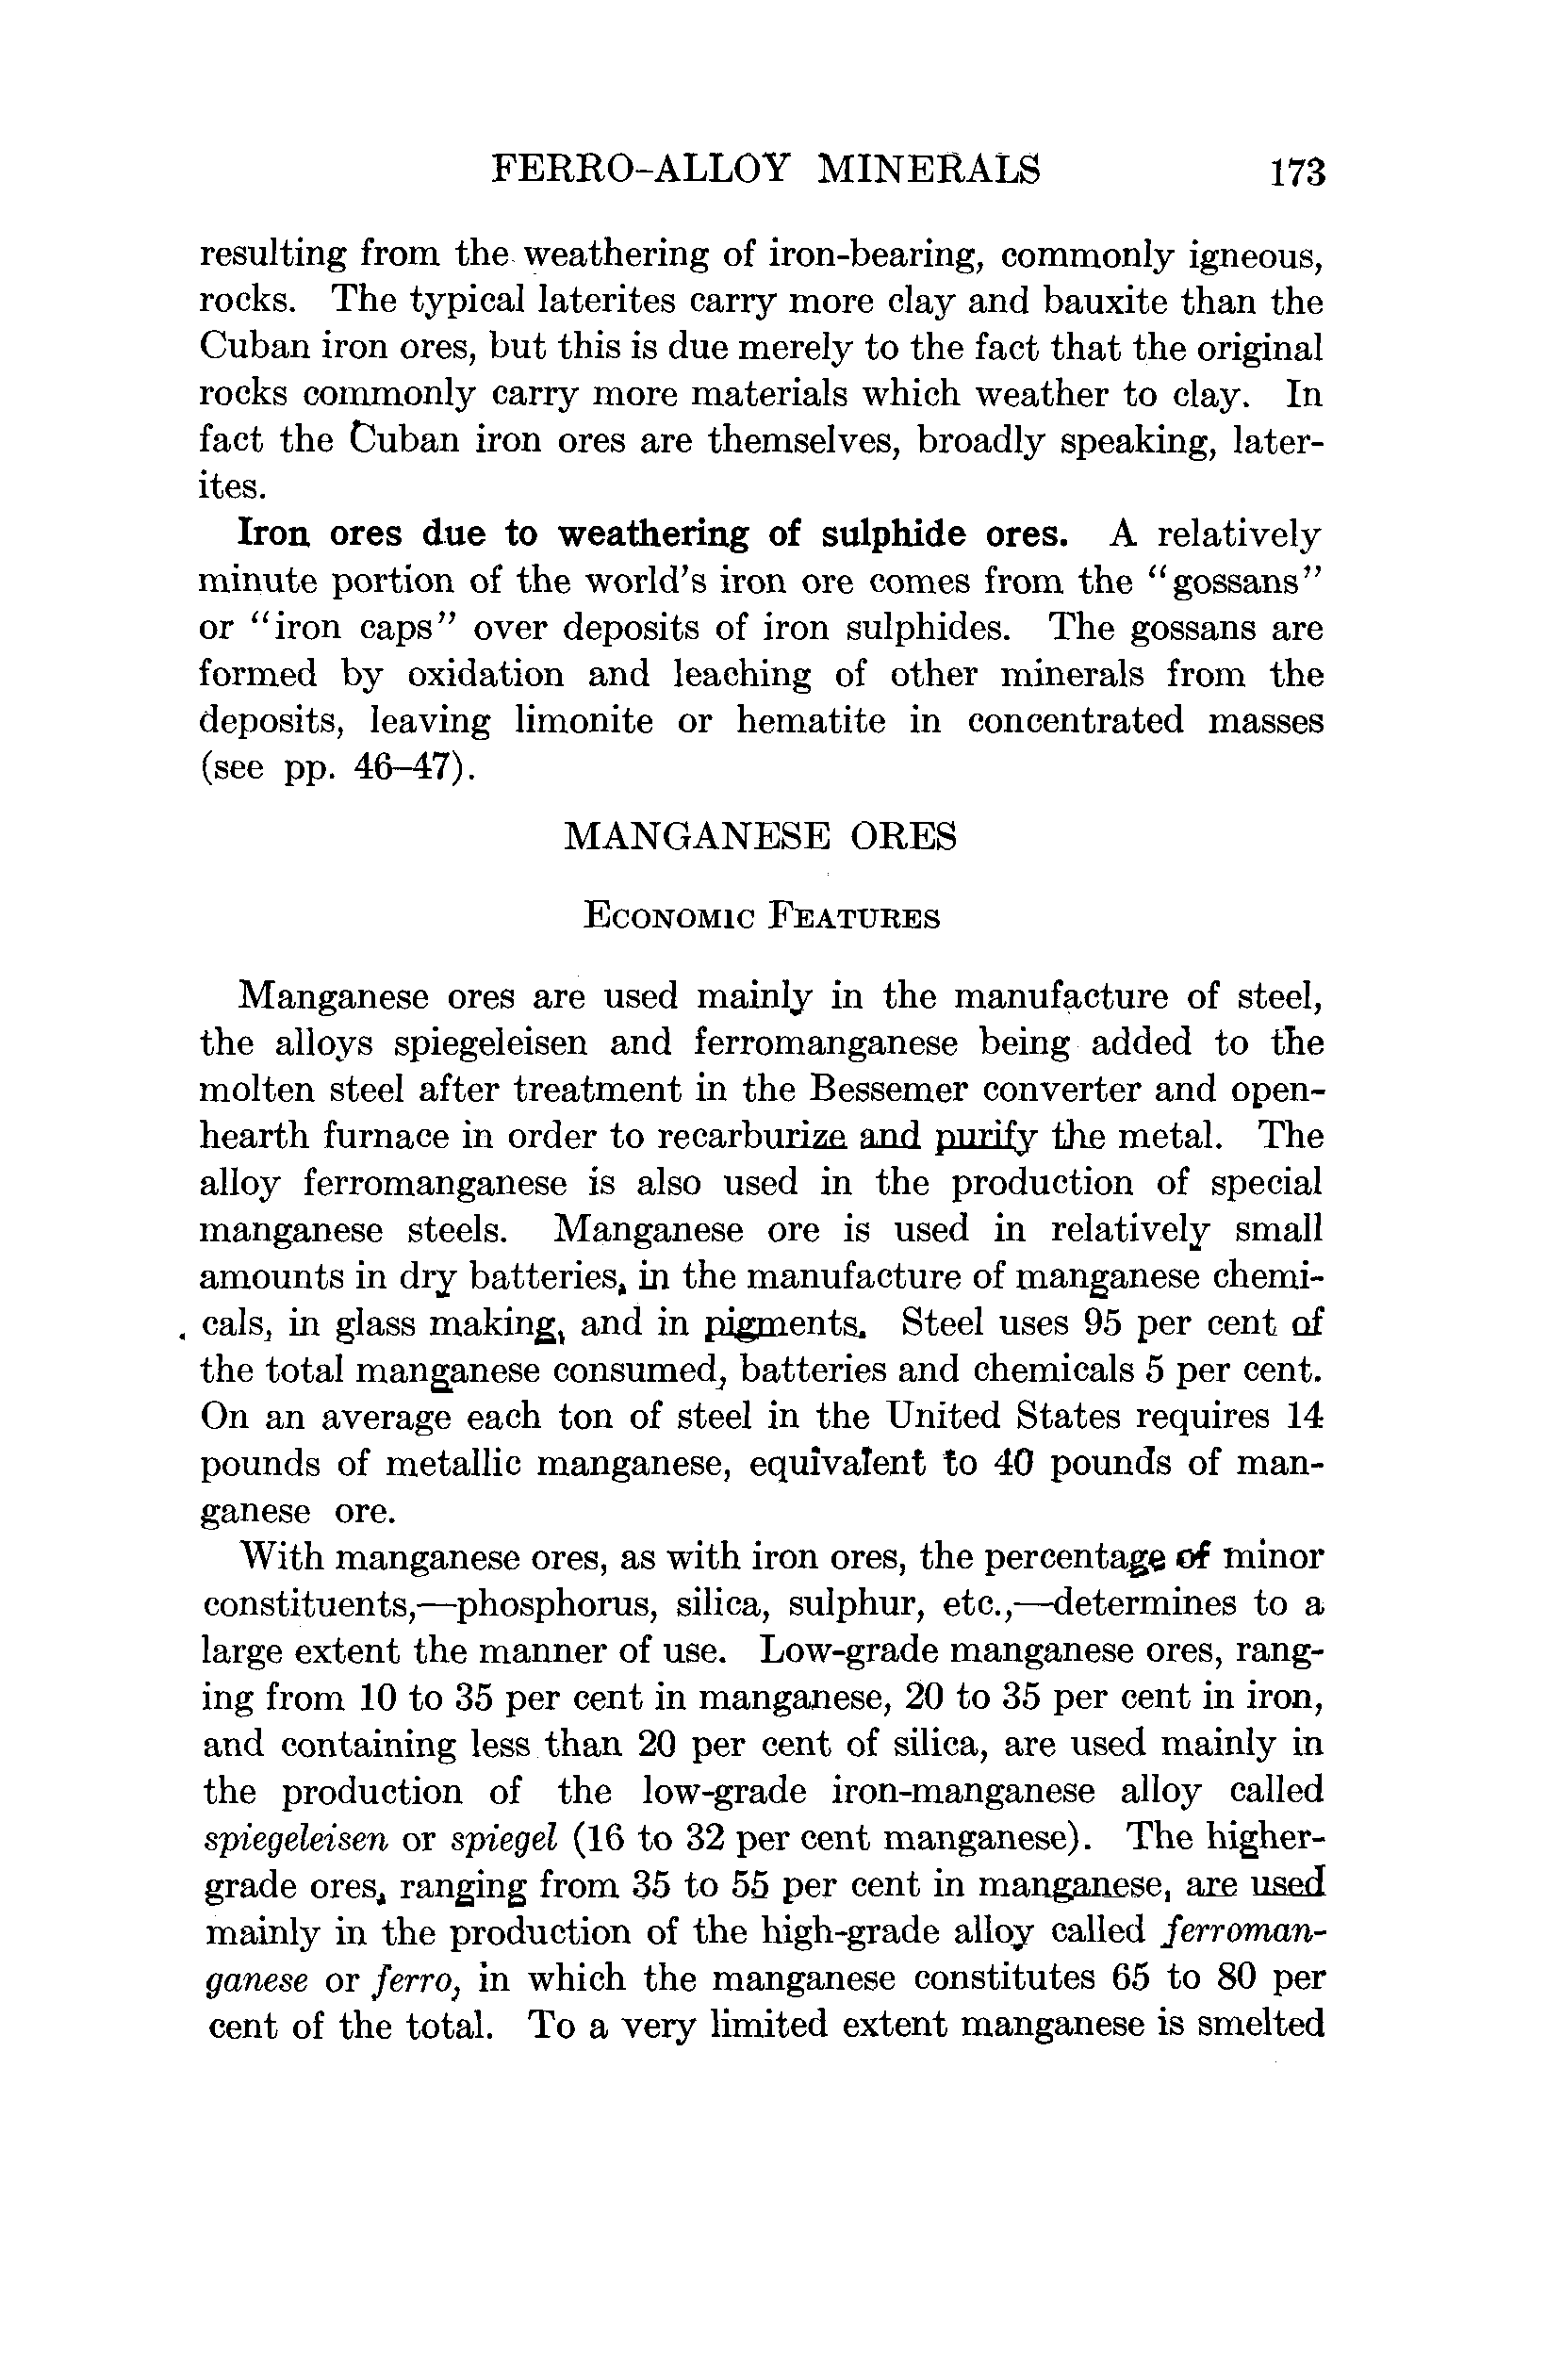 FERRO-ALLOY MINERALS 173
resulting from the weathering of iron-bearing, commonly igneous,
rocks. The typical laterites carry more clay and bauxite than the
Cuban iron ores, but this is due merely to the fact that the original
rocks commonly carry more materials which weather to clay. In
fact the Cuban iron ores are themselves, broadly speaking, later-
ites.
Iron ores due to weathering of sulphide ores. A relatively
minute portion of the world's iron ore comes from the "gossans"
or "iron caps" over deposits of iron sulphides. The gossans are
formed by oxidation and leaching of other minerals from the
deposits, leaving limonite or hematite in concentrated masses
(see pp. 46–47).
MANGANESE ORES
Economic Features
Manganese ores are used mainly in the manufacture of steel,
the alloys spiegeleisen and ferromanganese being added to the
molten steel after treatment in the Bessemer converter and open-
hearth furnace in order to recarburize and purify the metal. The
alloy ferromanganese is also used in the production of special
manganese steels. Manganese ore is used in relatively small
amounts in dry batteries, in the manufacture of manganese chemi-
cals, in glass making, and in pigments. Steel uses 95 per cent of
the total manganese consumed, batteries and chemicals 5 per cent.
On an average each ton of steel in the United States requires 14
pounds of metallic manganese, equivalent to 40 pounds of man-
ganese ore.
With manganese ores, as with iron ores, the percentage of minor
constituents,—phosphorus, silica, sulphur, etc.,—determines to a
large extent the manner of use. Low-grade manganese ores, rang-
ing from 10 to 35 per cent in manganese, 20 to 35 per cent in iron,
and containing less than 20 per cent of silica, are used mainly in
the production of the low-grade iron-manganese alloy called
spiegeleisen or spiegel (16 to 32 per cent manganese). The higher-
grade ores, ranging from 35 to 55 per cent in manganese, are used
mainly in the production of the high-grade alloy called ferroman-
ganese or ferro, in which the manganese constitutes 65 to 80 per
cent of the total. To a very limited extent manganese is smelted